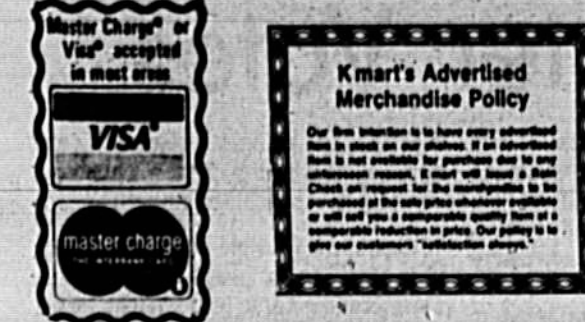 Master Charge® or
Visa® accepted
in most areas
VISA®
master charge
THE INTERBANK CARD
Kmart's Advertised
Merchandise Policy
Our firm intention is to have every advertised
item in stock on our shelves. If an advertised
item is not available for purchase due to any
unforeseen reason, K mart will issue a Rain
Check on request for the merchandise to be
purchased at the sale price whenever available
or will sell you a comparable quality item at a
comparable reduction in price. Our policy is to
give our customers "satisfaction always."